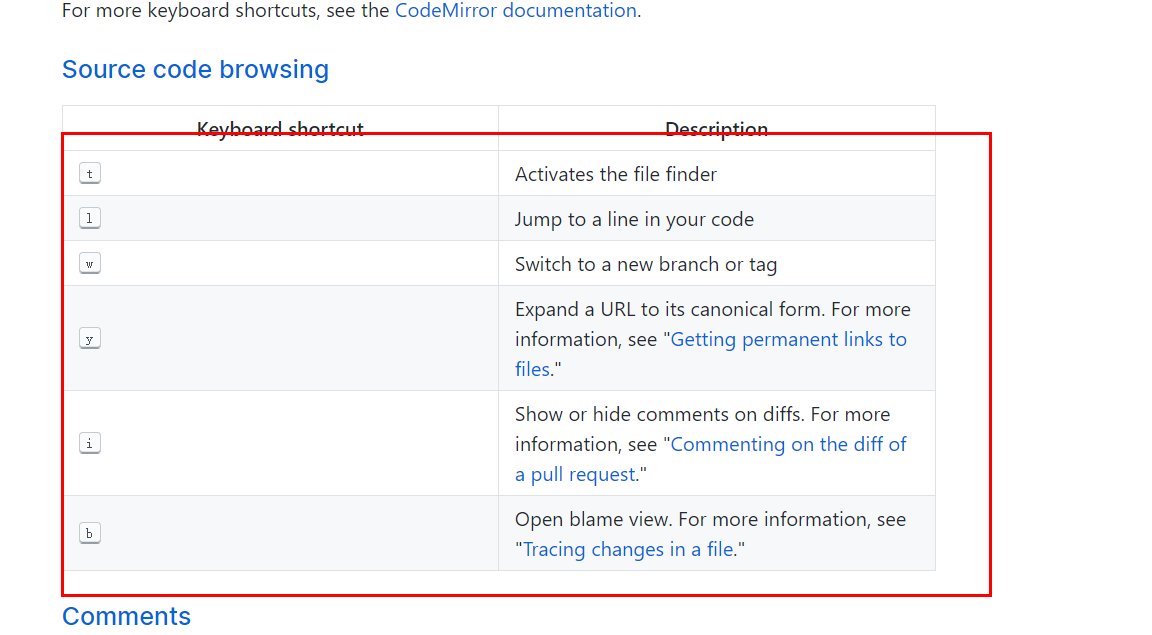 For more keyboard shortcuts, see the CodeMirror documentation.
Source code browsing
Keyboard shortcut Description
t Activates the file finder
l Jump to a line in your code
w Switch to a new branch or tag
Expand a URL to its canonical form. For more
y information, see "Getting permanent links to
files."
Show or hide comments on diffs. For more
i information, see "Commenting on the diff of
a pull request."
b Open blame view. For more information, see
"Tracing changes in a file."
Comments